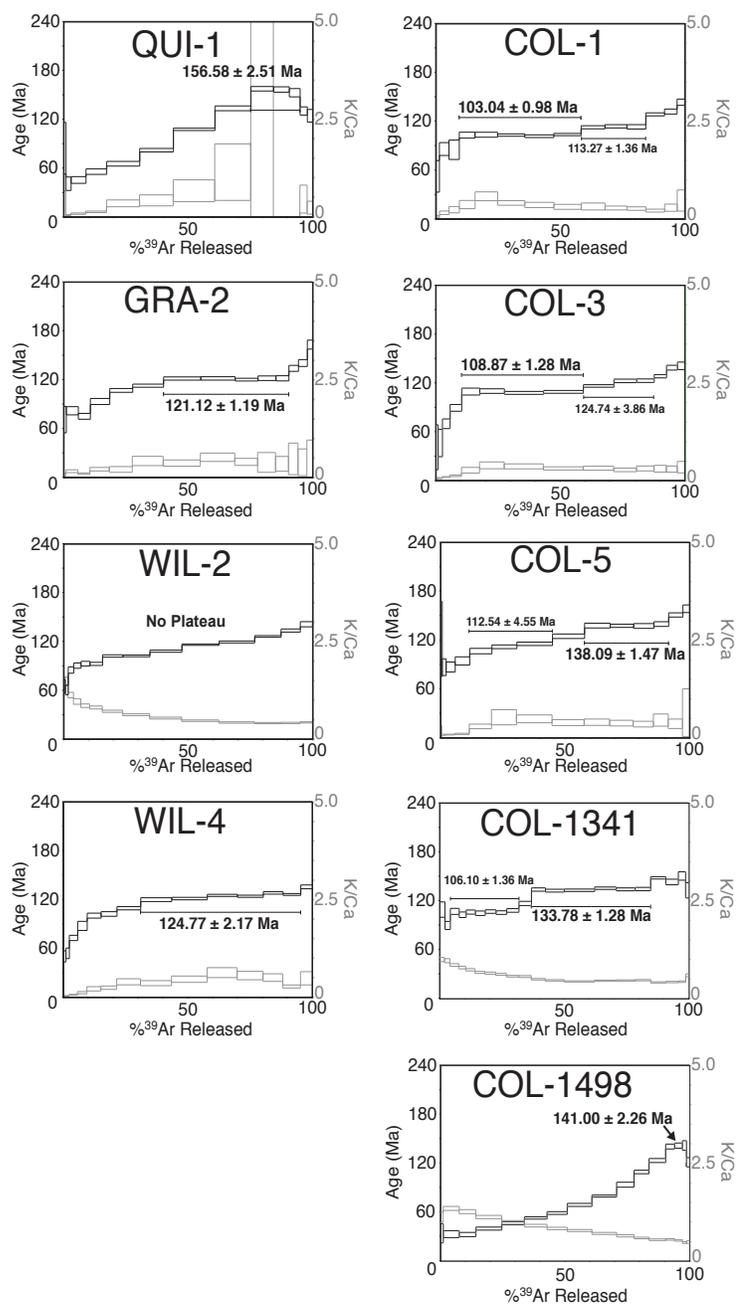 QUI-1
156.58 ± 2.51 Ma
240
180
120
60
0
Age (Ma)
5.0
2.5
0
K/Ca
50
100
%³⁹Ar Released
COL-1
103.04 ± 0.98 Ma
113.27 ± 1.36 Ma
240
180
120
60
0
Age (Ma)
5.0
2.5
0
K/Ca
50
100
%³⁹Ar Released
GRA-2
121.12 ± 1.19 Ma
240
180
120
60
0
Age (Ma)
5.0
2.5
0
K/Ca
50
100
%³⁹Ar Released
COL-3
108.87 ± 1.28 Ma
124.74 ± 3.86 Ma
240
180
120
60
0
Age (Ma)
5.0
2.5
0
K/Ca
50
100
%³⁹Ar Released
WIL-2
No Plateau
240
180
120
60
0
Age (Ma)
5.0
2.5
0
K/Ca
50
100
%³⁹Ar Released
COL-5
112.54 ± 4.55 Ma
138.09 ± 1.47 Ma
240
180
120
60
0
Age (Ma)
5.0
2.5
0
K/Ca
50
100
%³⁹Ar Released
WIL-4
124.77 ± 2.17 Ma
240
180
120
60
0
Age (Ma)
5.0
2.5
0
K/Ca
50
100
%³⁹Ar Released
COL-1341
106.10 ± 1.36 Ma
133.78 ± 1.28 Ma
240
180
120
60
0
Age (Ma)
5.0
2.5
0
K/Ca
50
100
%³⁹Ar Released
COL-1498
141.00 ± 2.26 Ma
240
180
120
60
0
Age (Ma)
5.0
2.5
0
K/Ca
50
100
%³⁹Ar Released